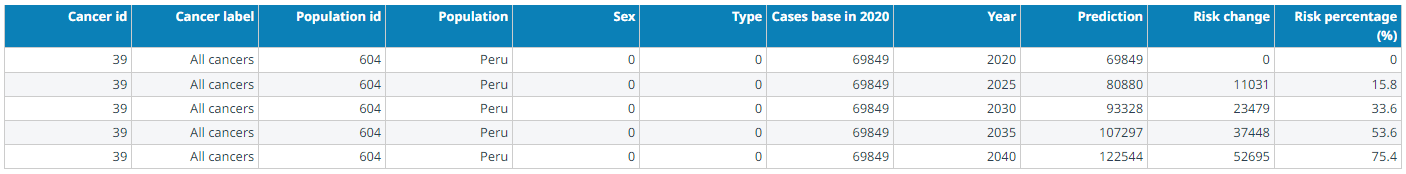 Cancer id Cancer label Population id Population Sex Type Cases base in 2020 Year Prediction Risk change Risk percentage
(%)
39 All cancers 604 Peru 0 0 69849 2020 69849 0 0
39 All cancers 604 Peru 0 0 69849 2025 80880 11031 15.8
39 All cancers 604 Peru 0 0 69849 2030 93328 23479 33.6
39 All cancers 604 Peru 0 0 69849 2035 107297 37448 53.6
39 All cancers 604 Peru 0 0 69849 2040 122544 52695 75.4